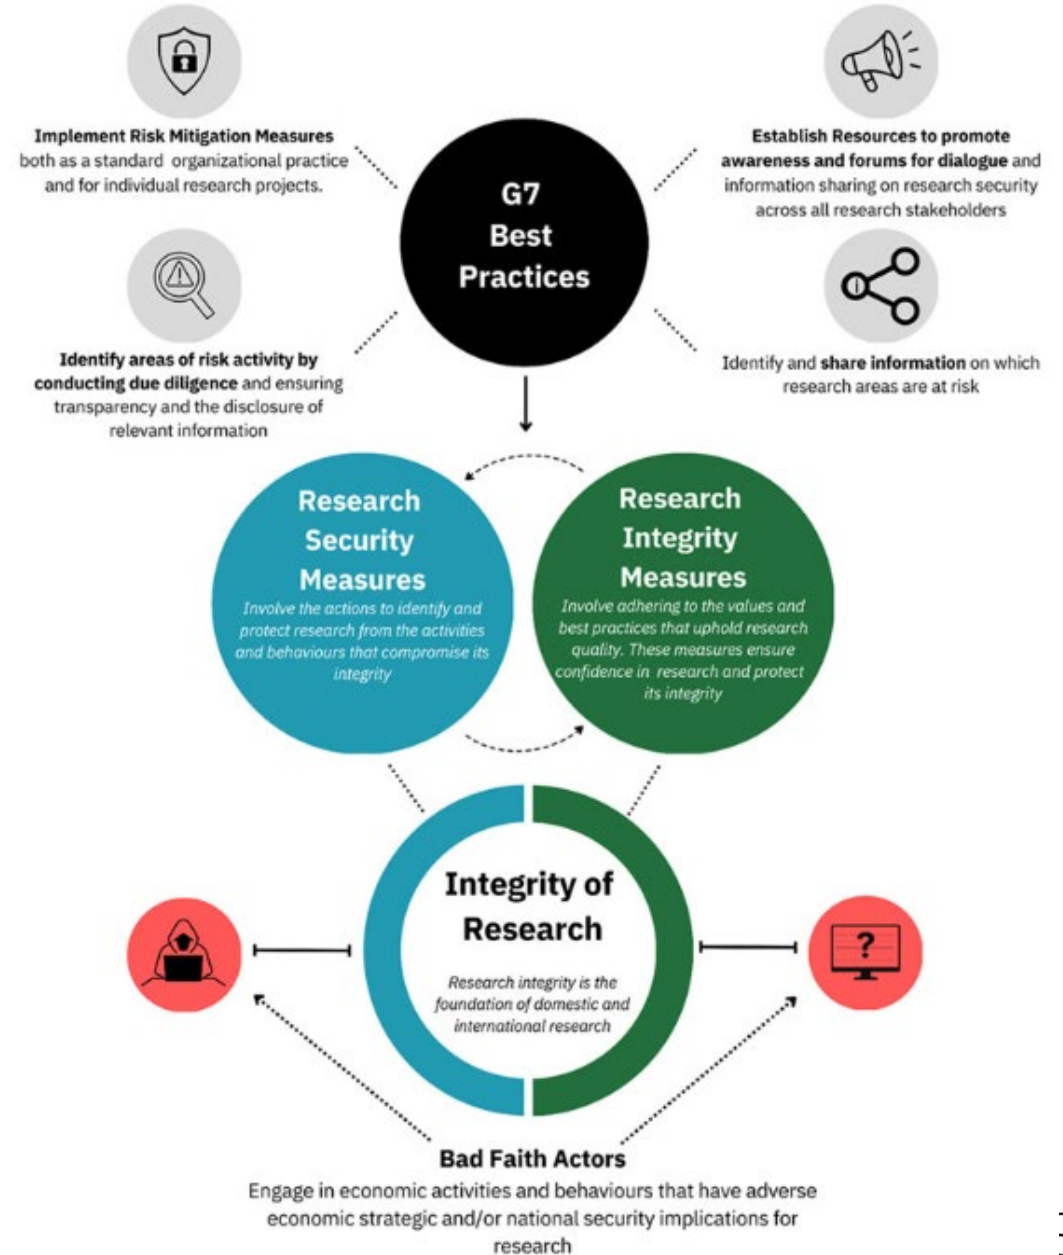 Implement Risk Mitigation Measures
both as a standard organizational practice
and for individual research projects.
Establish Resources to promote
awareness and forums for dialogue and
information sharing on research security
across all research stakeholders
G7
Best
Practices
Identify areas of risk activity by
conducting due diligence and ensuring
transparency and the disclosure of
relevant information
i
Identify and share information on which
research areas are at risk
Research
Security
Measures
Involve the actions to identify and
protect research from the activities
and behaviours that compromise its
integrity
Research
Integrity
Measures
Involve adhering to the values and
best practices that uphold research
quality. These measures ensure
confidence in research and protect
its integrity
Integrity of
Research
Research integrity is the
foundation of domestic and
international research
?
Bad Faith Actors
Engage in economic activities and behaviours that have adverse
economic strategic and/or national security implications for
research